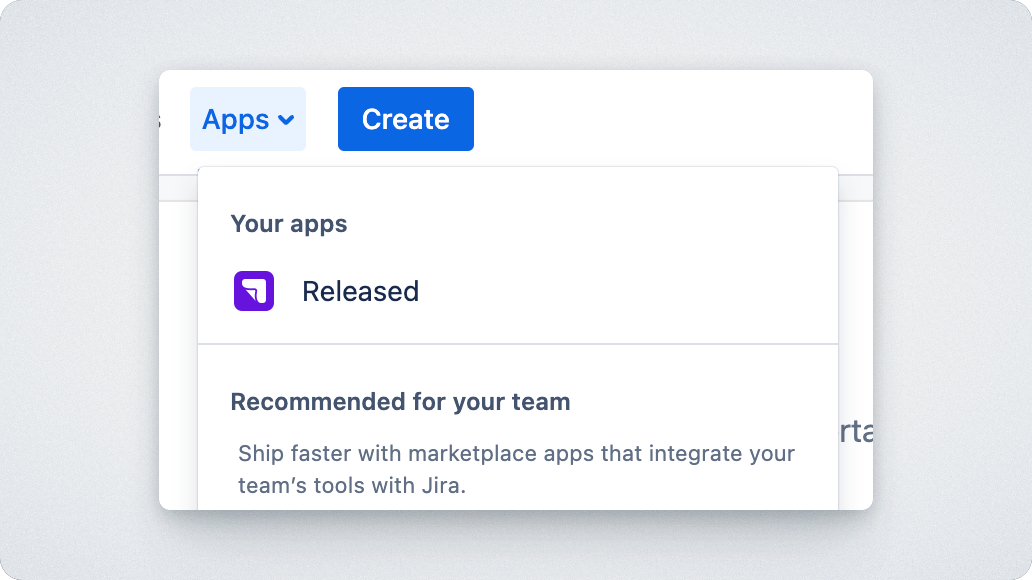 Apps Create
Your apps
Released
Recommended for your team
Ship faster with marketplace apps that integrate your
team’s tools with Jira.